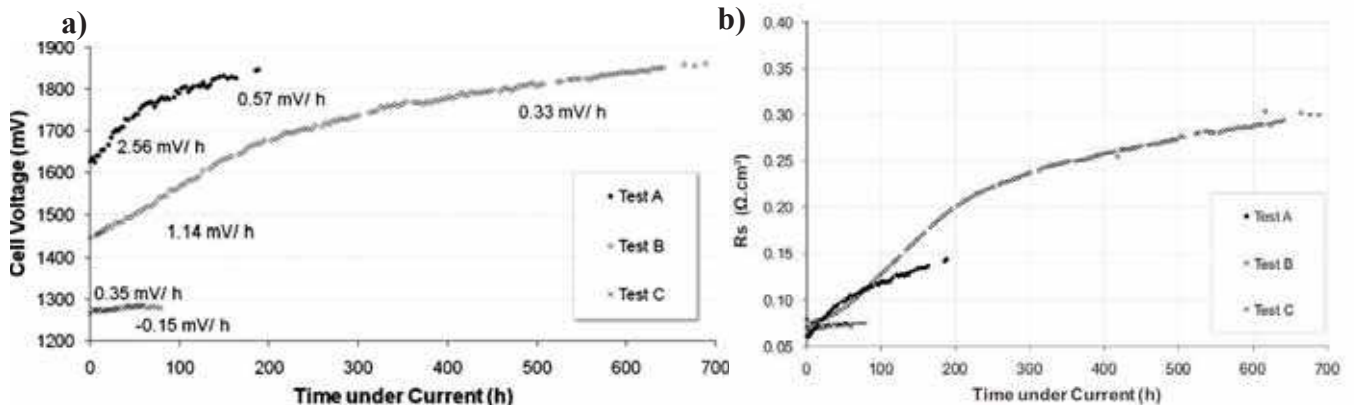 a)
1900
1800
1700
1600
1500
1400
1300
1200
Cell Voltage (mV)
0.57 mV/ h
2.56 mV/ h
0.33 mV/ h
1.14 mV/ h
0.35 mV/ h
-0.15 mV/ h
Test A
Test B
Test C
0 100 200 300 400 500 600 700
Time under Current (h)
b)
0.40
0.35
0.30
0.25
0.20
0.15
0.10
0.05
Rs (Ω.cm²)
Test A
Test B
Test C
0 100 200 300 400 500 600 700
Time under Current (h)